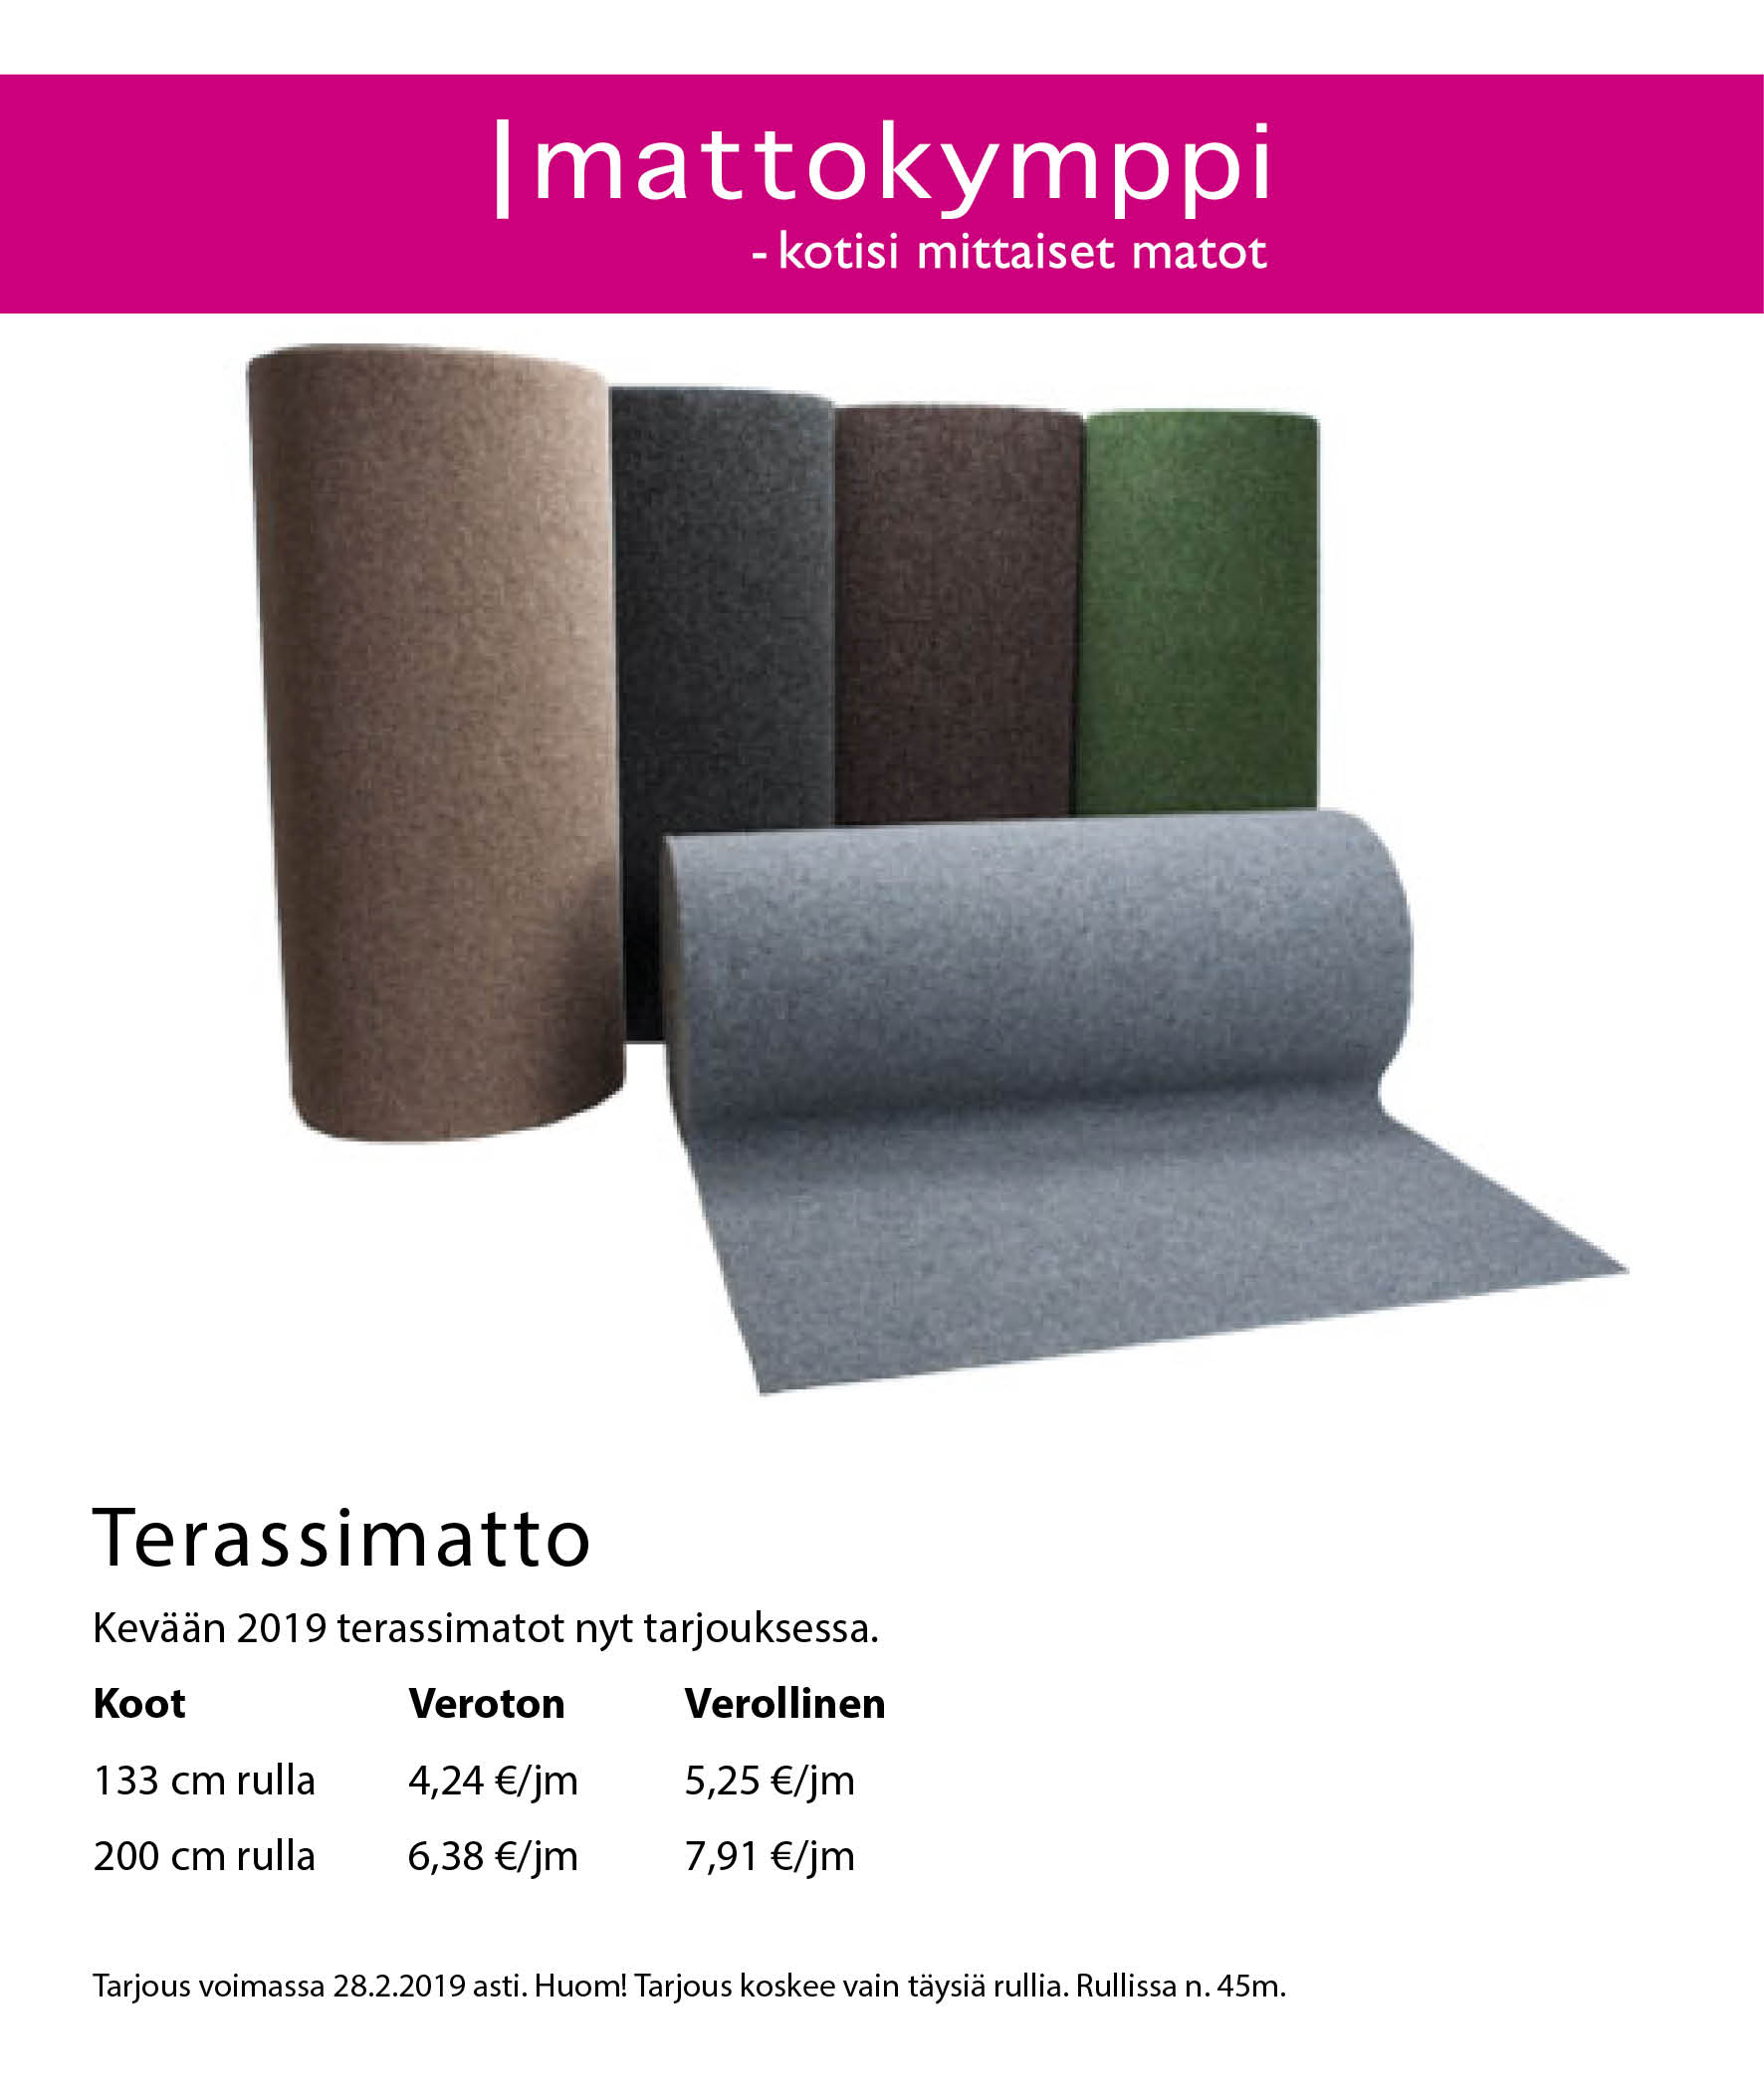 mattokymppi
- kotisi mittaiset matot
Terassimatto
Kevään 2019 terassimatot nyt tarjouksessa.
Koot Veroton Verollinen
133 cm rulla 4,24 €/jm 5,25 €/jm
200 cm rulla 6,38 €/jm 7,91 €/jm
Tarjous voimassa 28.2.2019 asti. Huom! Tarjous koskee vain täysiä rullia. Rullissa n. 45m.